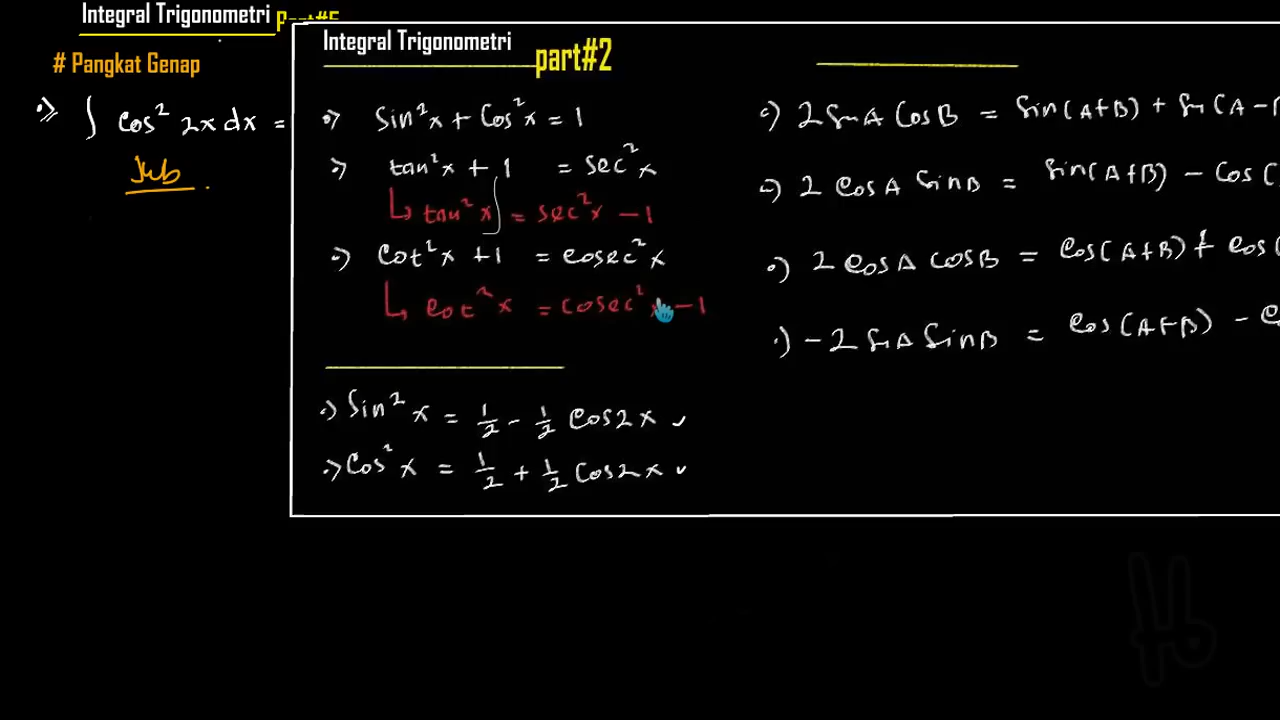 Integral Trigonometri Part#5
# Pangkat Genap
∫ cos² 2x dx =
Jwb
Integral Trigonometri
part#2
•) sin²x + cos²x = 1
•) tan²x + 1 = sec²x
↳ tan²x = sec²x − 1
•) cot²x + 1 = cosec²x
↳ cot²x = cosec²x − 1
•) sin²x = 1/2 − 1/2 cos2x ✓
•) cos²x = 1/2 + 1/2 cos2x ✓
•) 2 sin A cos B = sin(A+B) + sin(A −
•) 2 cos A sin B = sin(A+B) − cos(
•) 2 cos A cos B = cos(A+B) + cos(
•) −2 sin A sin B = cos(A+B) −